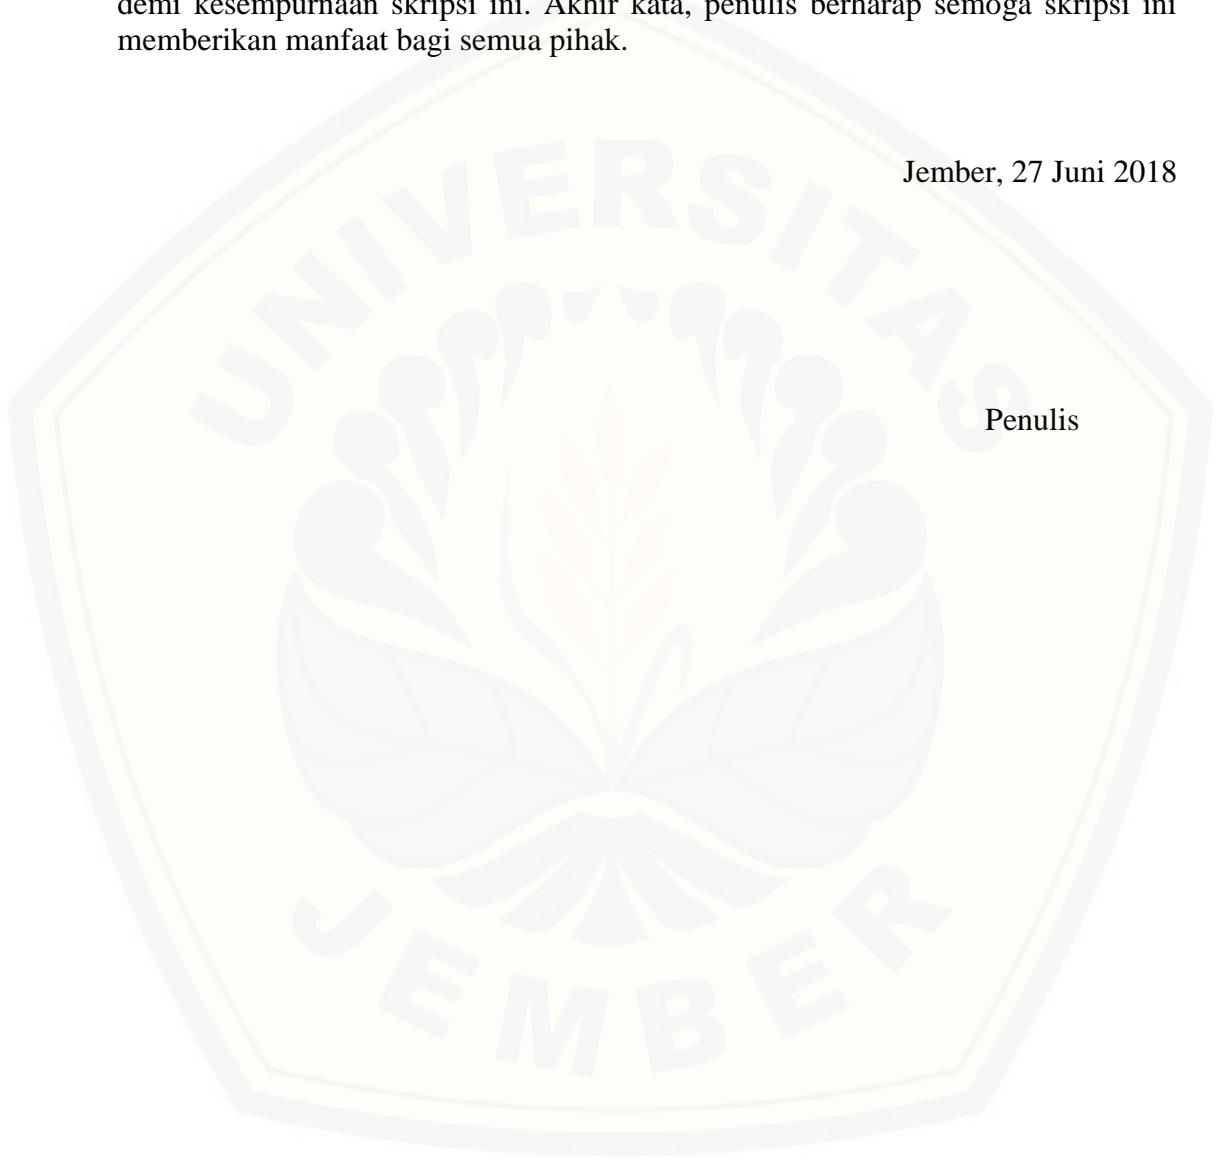 demi kesempurnaan skripsi ini. Akhir kata, penulis berharap semoga skripsi ini
memberikan manfaat bagi semua pihak.
Jember, 27 Juni 2018
UNIVERSITAS
Penulis
JEMBER